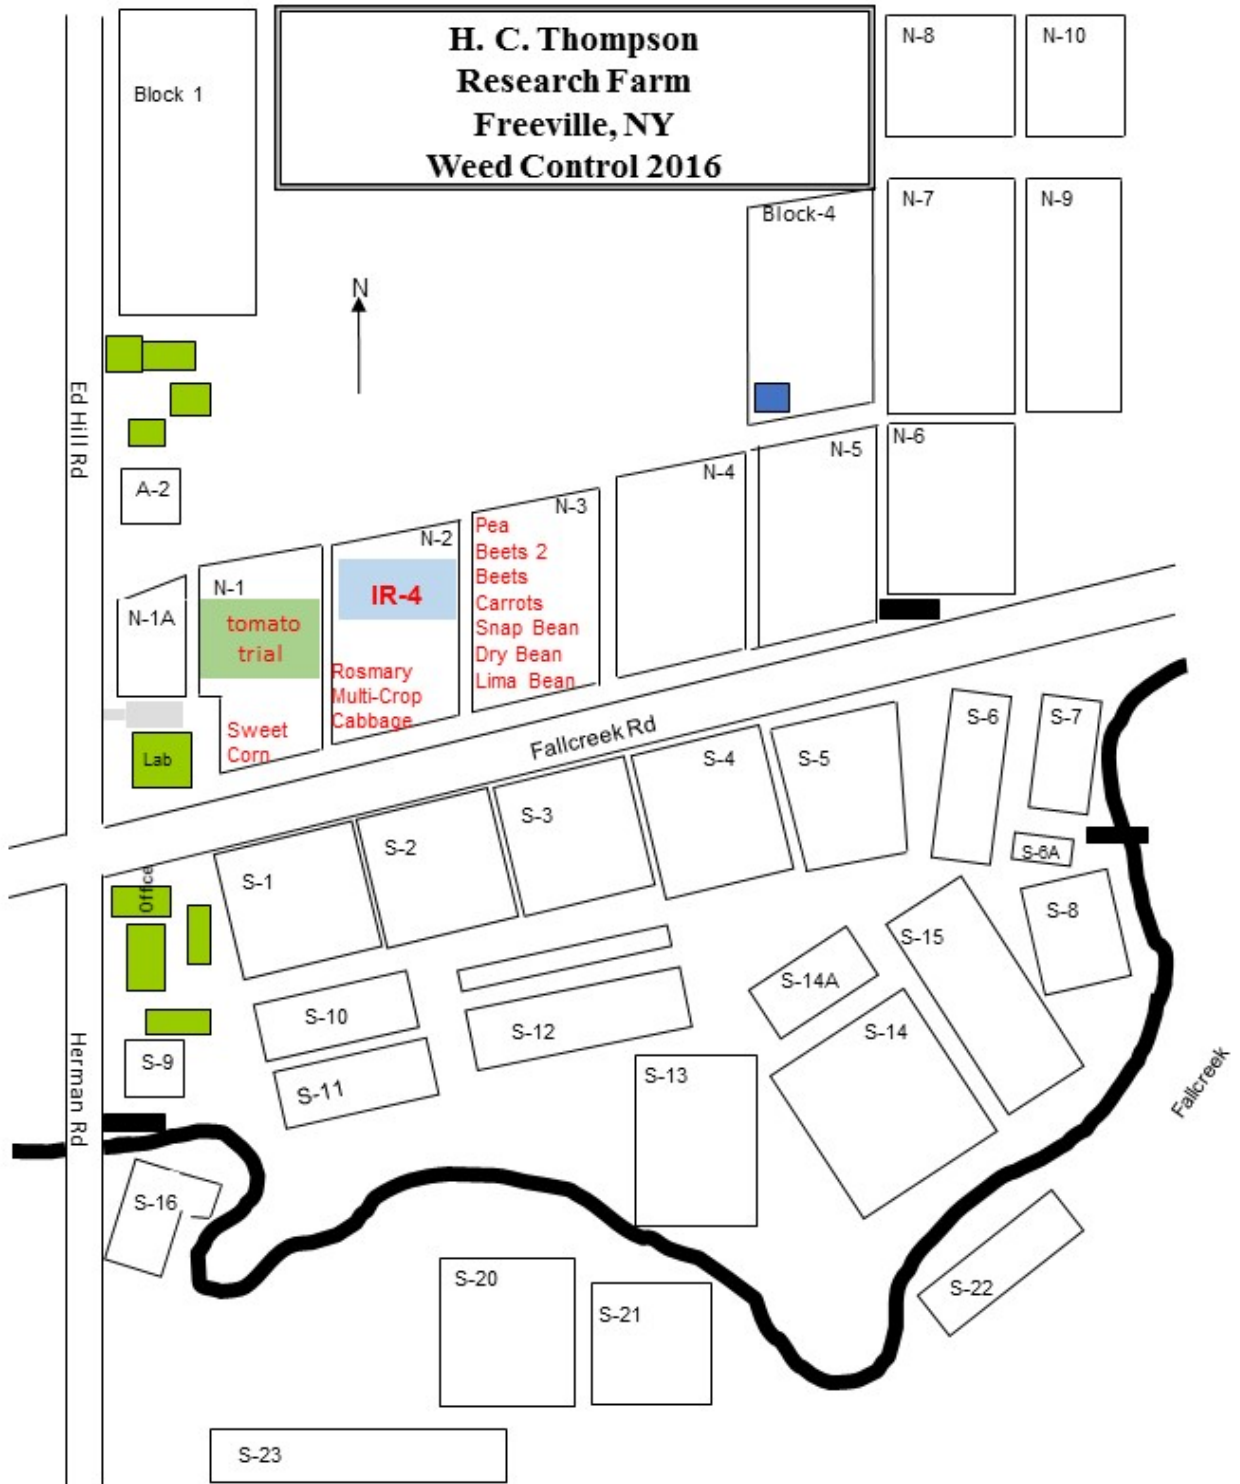 H. C. Thompson
Research Farm
Freeville, NY
Weed Control 2016
N-8
N-10
Block 1
N-7
N-9
Block-4
N
Ed Hill Rd
A-2
N-6
N-5
N-4
N-3
Pea
Beets 2
Beets
Carrots
Snap Bean
Dry Bean
Lima Bean
N-2
IR-4
Rosmary
Multi-Crop
Cabbage
N-1
tomato
trial
Sweet
Corn
N-1A
Lab
Fallcreek Rd
S-6
S-7
S-4
S-5
S-3
S-2
S-1
S-6A
S-8
Office
S-15
S-14A
S-14
S-10
S-12
S-9
S-11
S-13
Herman Rd
Fallcreek
S-16
S-20
S-21
S-22
S-23